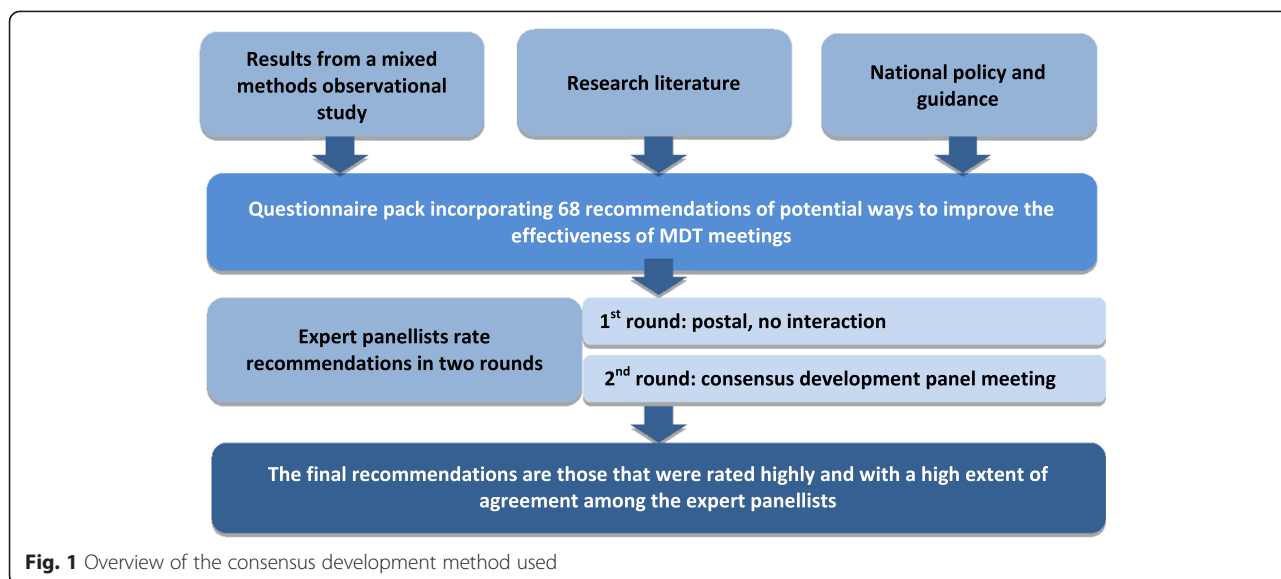 Results from a mixed
methods observational
study
Research literature
National policy and
guidance
Questionnaire pack incorporating 68 recommendations of potential ways to improve the
effectiveness of MDT meetings
Expert panellists rate
recommendations in two rounds
1st round: postal, no interaction
2nd round: consensus development panel meeting
The final recommendations are those that were rated highly and with a high extent of
agreement among the expert panellists
Fig. 1 Overview of the consensus development method used